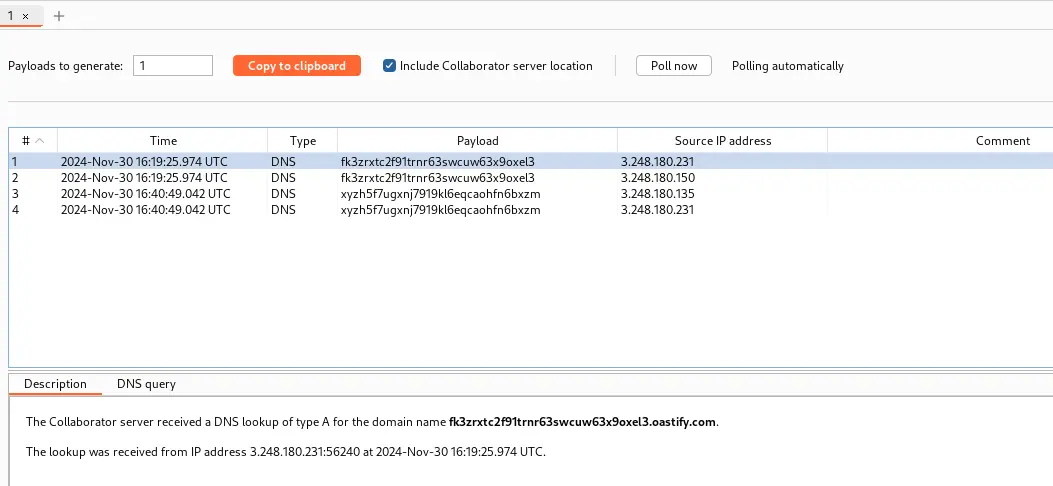 1 ×
Payloads to generate: 1 Copy to clipboard Include Collaborator server location Poll now Polling automatically
# Time Type Payload Source IP address Comment
1 2024-Nov-30 16:19:25.974 UTC DNS fk3zrxtc2f91trnr63swcuw63x9oxel3 3.248.180.231
2 2024-Nov-30 16:19:25.974 UTC DNS fk3zrxtc2f91trnr63swcuw63x9oxel3 3.248.180.150
3 2024-Nov-30 16:40:49.042 UTC DNS xyzh5f7ugxnj7919kl6eqcaohfn6bxzm 3.248.180.135
4 2024-Nov-30 16:40:49.042 UTC DNS xyzh5f7ugxnj7919kl6eqcaohfn6bxzm 3.248.180.231
Description DNS query
The Collaborator server received a DNS lookup of type A for the domain name fk3zrxtc2f91trnr63swcuw63x9oxel3.oastify.com.
The lookup was received from IP address 3.248.180.231:56240 at 2024-Nov-30 16:19:25.974 UTC.